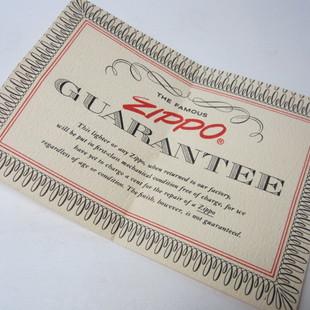 THE FAMOUS
ZIPPO®
GUARANTEE
This lighter or any Zippo, when returned to our factory,
will be put in first-class mechanical condition free of charge, for we
have yet to charge a cent for the repair of a Zippo
regardless of age or condition. The finish, however, is not guaranteed.